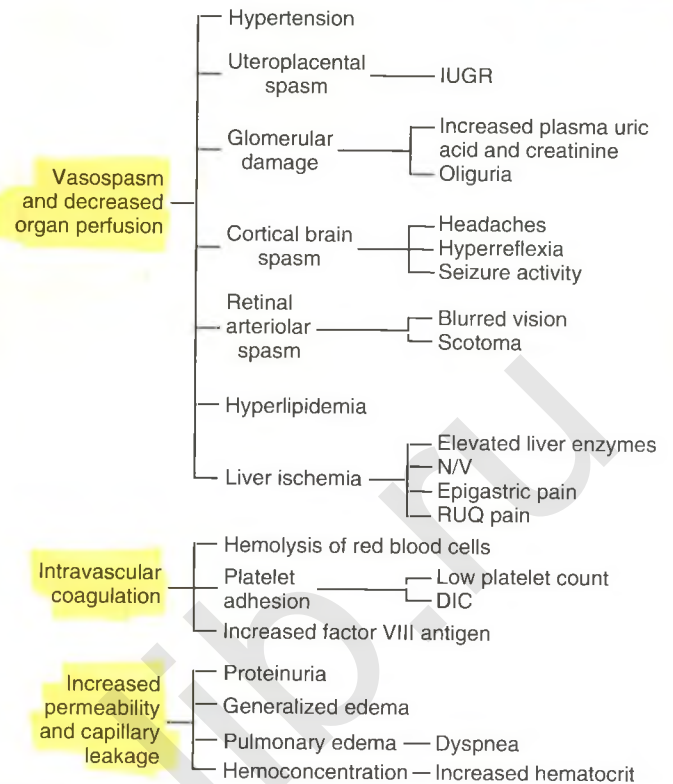 Vasospasm
and decreased
organ perfusion
Hypertension
Uteroplacental
spasm
IUGR
Glomerular
damage
Increased plasma uric
acid and creatinine
Oliguria
Cortical brain
spasm
Headaches
Hyperreflexia
Seizure activity
Retinal
arteriolar
spasm
Blurred vision
Scotoma
Hyperlipidemia
Liver ischemia
Elevated liver enzymes
N/V
Epigastric pain
RUQ pain
Intravascular
coagulation
Hemolysis of red blood cells
Platelet
adhesion
Low platelet count
DIC
Increased factor VIII antigen
Increased
permeability
and capillary
leakage
Proteinuria
Generalized edema
Pulmonary edema
Dyspnea
Hemoconcentration
Increased hematocrit
lib.ru